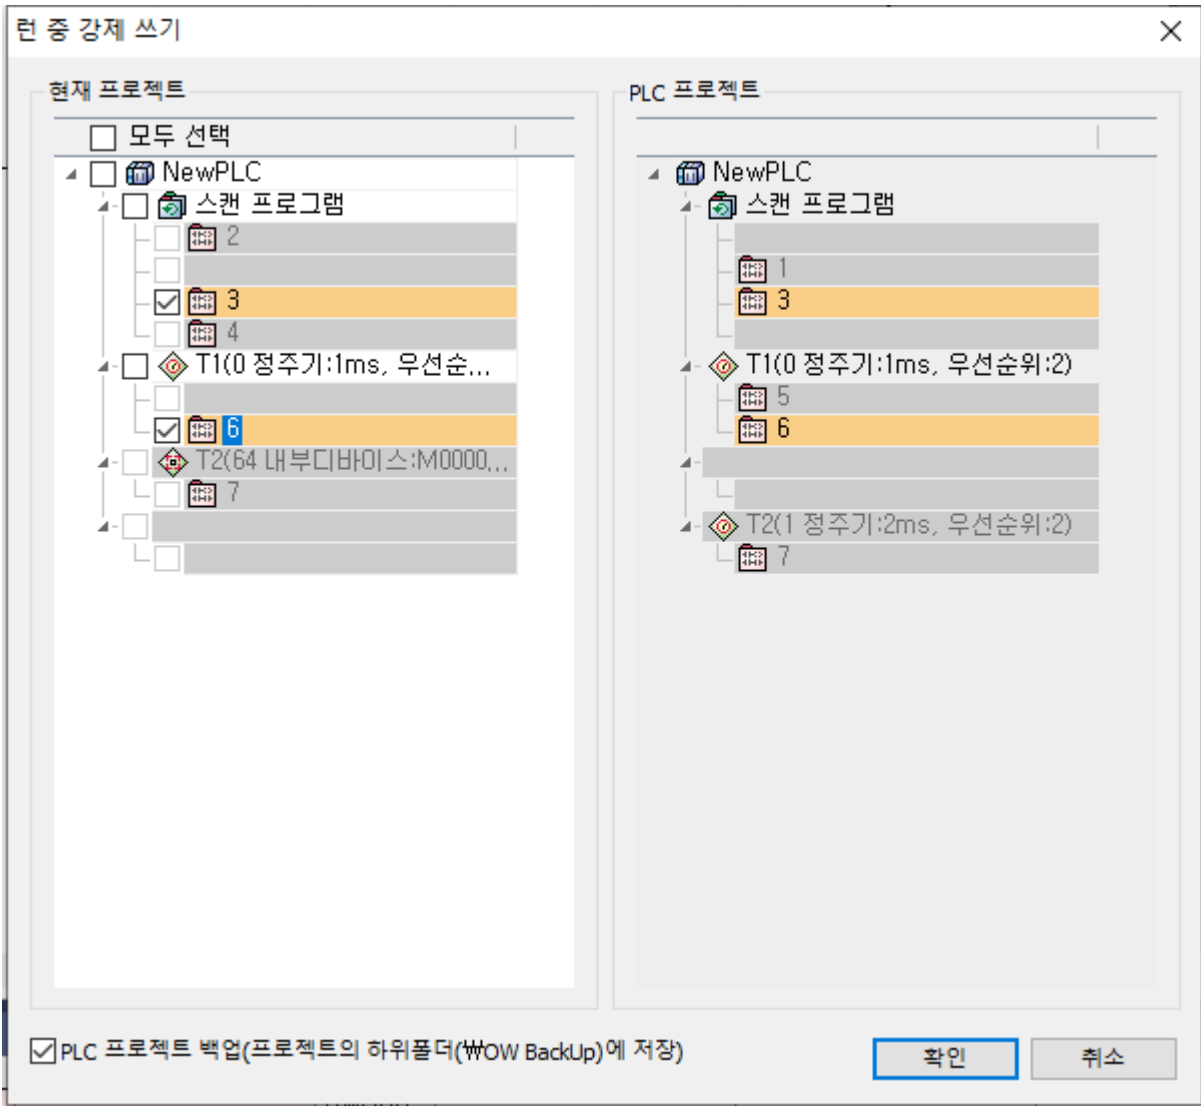 런 중 강제 쓰기
현재 프로젝트
모두 선택
NewPLC
스캔 프로그램
2
3
4
T1(0 정주기:1ms, 우선순...
6
T2(64 내부디바이스:M0000,..
7
PLC 프로젝트
NewPLC
스캔 프로그램
1
3
T1(0 정주기:1ms, 우선순위:2)
5
6
T2(1 정주기:2ms, 우선순위:2)
7
PLC 프로젝트 백업(프로젝트의 하위폴더(₩OW BackUp)에 저장)
확인
취소